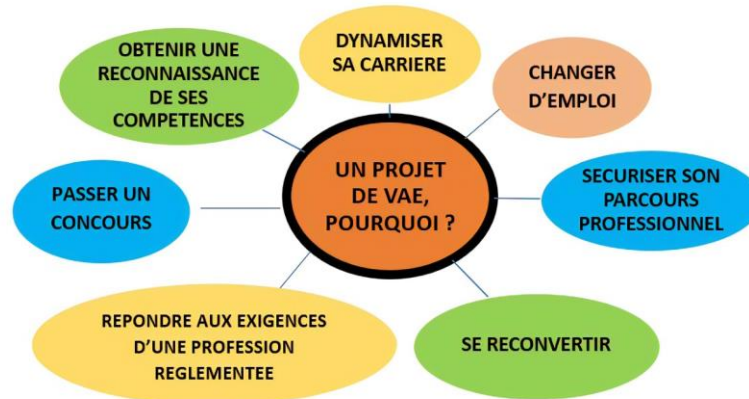 OBTENIR UNE
RECONNAISSANCE
DE SES
COMPETENCES
DYNAMISER
SA CARRIERE
CHANGER
D’EMPLOI
UN PROJET
DE VAE,
POURQUOI ?
PASSER UN
CONCOURS
SECURISER SON
PARCOURS
PROFESSIONNEL
REPONDRE AUX EXIGENCES
D’UNE PROFESSION
REGLEMENTEE
SE RECONVERTIR